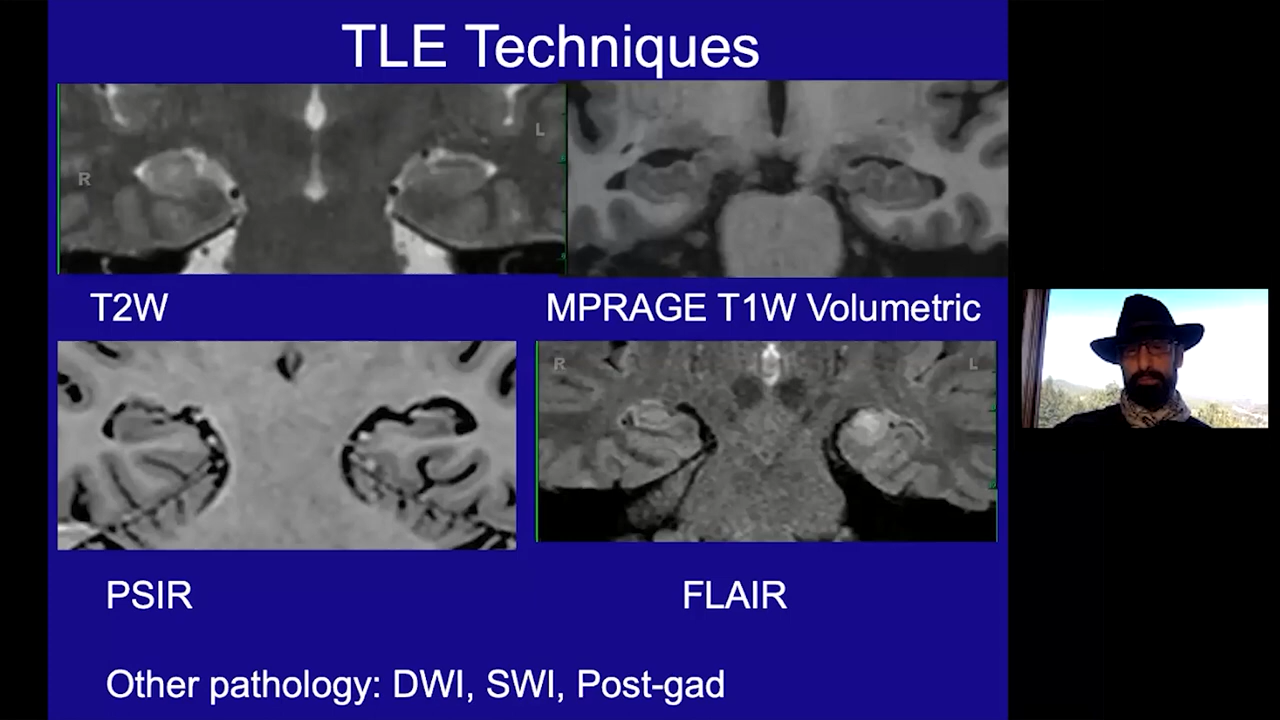 TLE Techniques
R
L
T2W
MPRAGE T1W Volumetric
R
L
PSIR
FLAIR
Other pathology: DWI, SWI, Post-gad